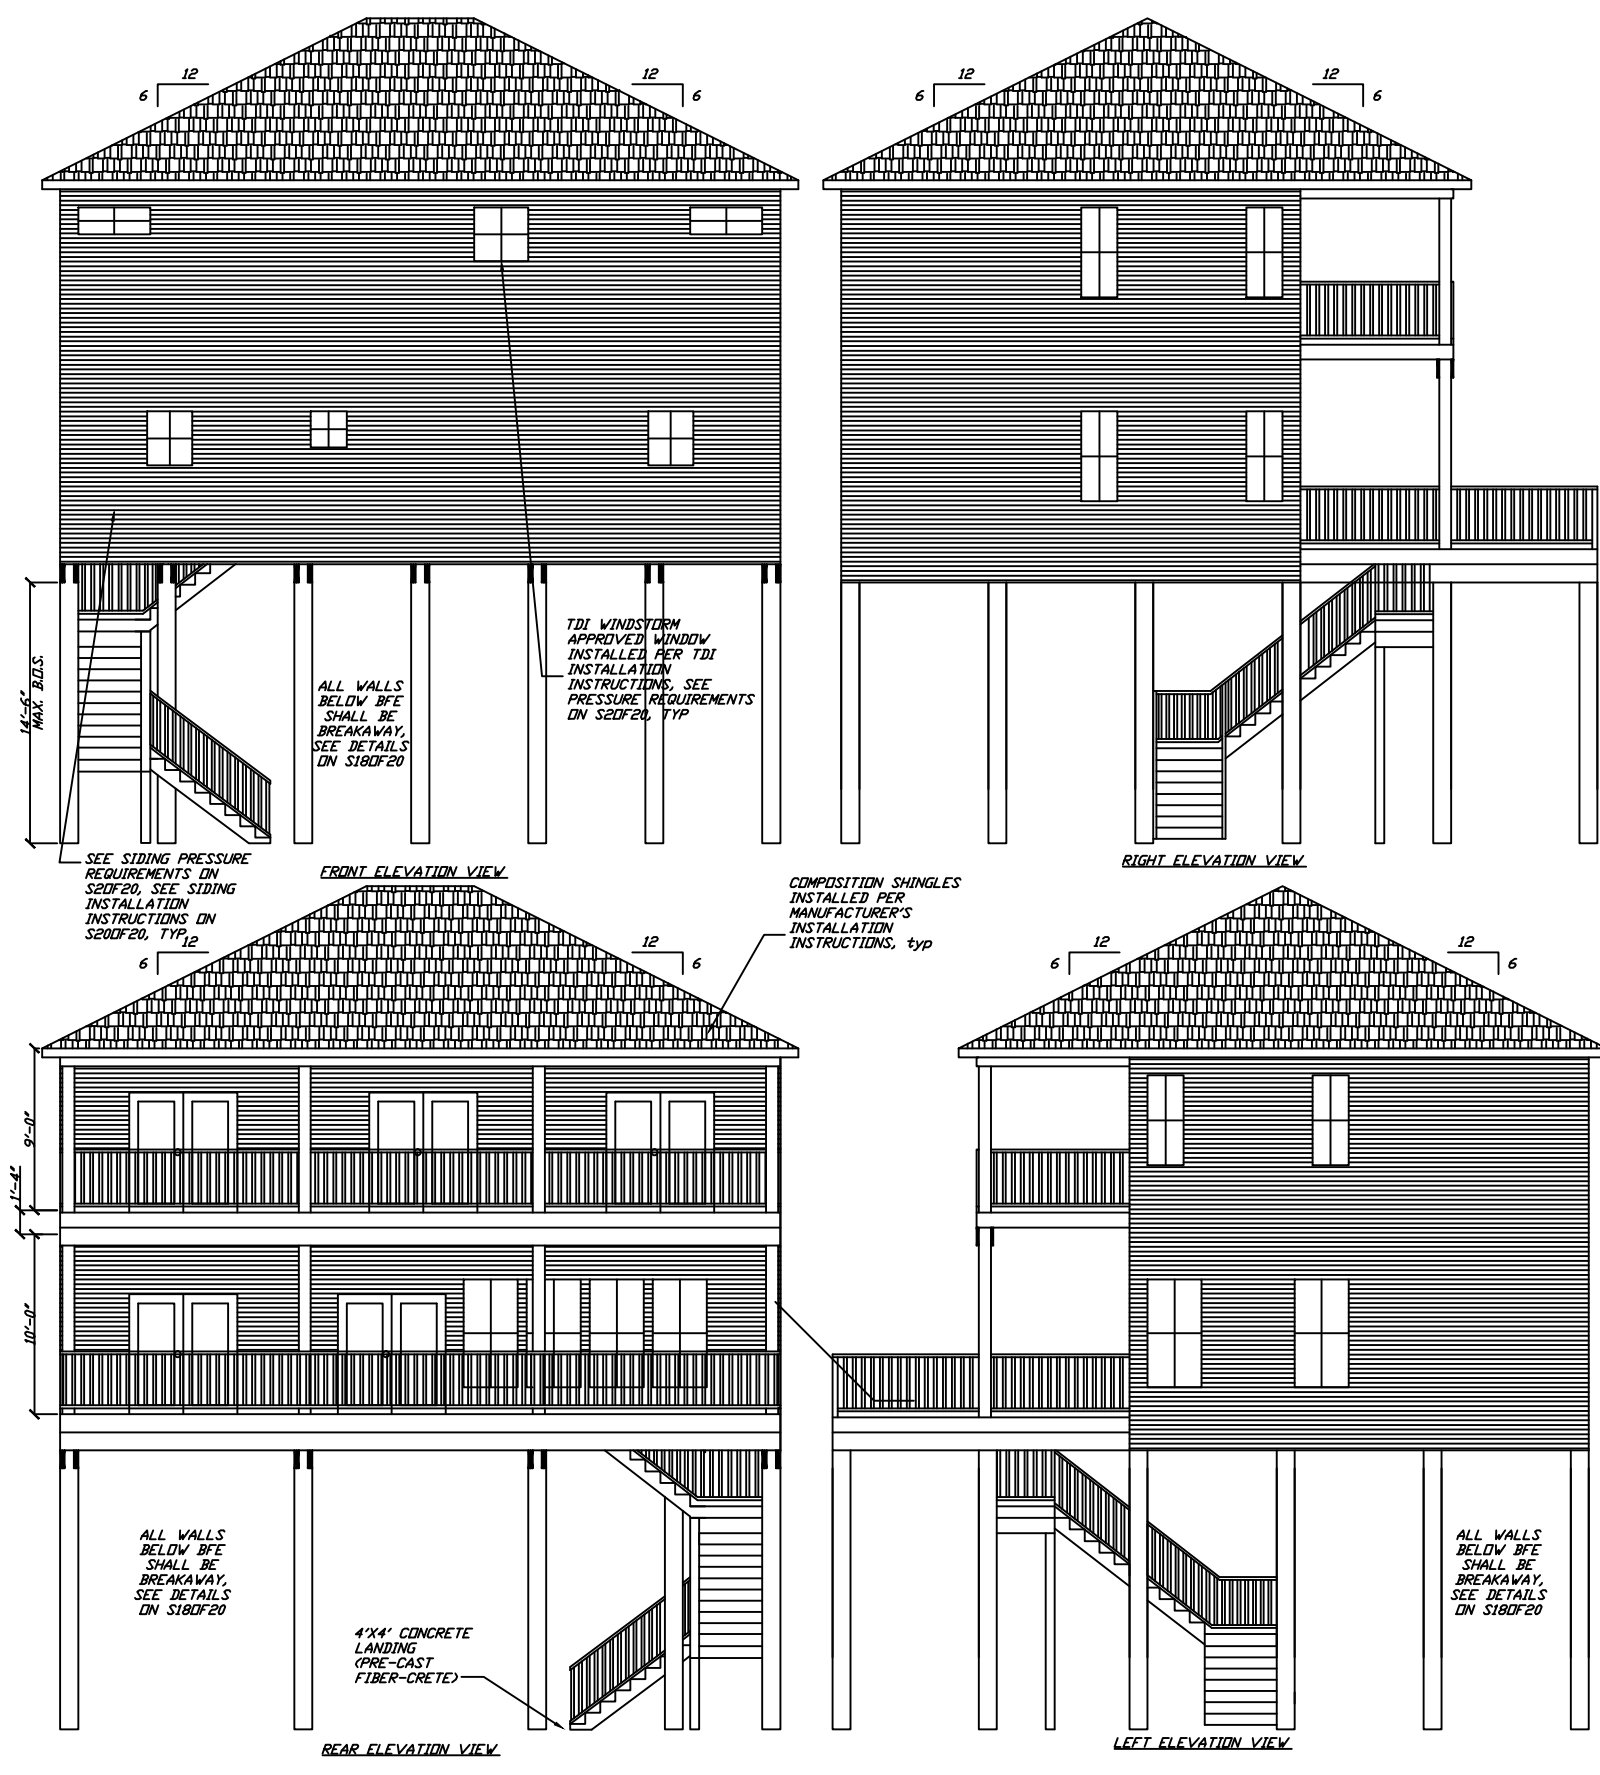 12
6
12
6
12
6
12
6
14'-6"
MAX. B.O.S.
ALL WALLS
BELOW BFE
SHALL BE
BREAKAWAY,
SEE DETAILS
ON S18OF20
TDI WINDSTORM
APPROVED WINDOW
INSTALLED PER TDI
INSTALLATION
INSTRUCTIONS, SEE
PRESSURE REQUIREMENTS
ON S2OF20, TYP
SEE SIDING PRESSURE
REQUIREMENTS ON
S2OF20, SEE SIDING
INSTALLATION
INSTRUCTIONS ON
S20OF20, TYP.
FRONT ELEVATION VIEW
RIGHT ELEVATION VIEW
COMPOSITION SHINGLES
INSTALLED PER
MANUFACTURER'S
INSTALLATION
INSTRUCTIONS, typ
12
6
12
6
12
6
12
6
9'-0"
1'-4"
10'-0"
ALL WALLS
BELOW BFE
SHALL BE
BREAKAWAY,
SEE DETAILS
ON S18OF20
4'X4' CONCRETE
LANDING
(PRE-CAST
FIBER-CRETE)
REAR ELEVATION VIEW
ALL WALLS
BELOW BFE
SHALL BE
BREAKAWAY,
SEE DETAILS
ON S18OF20
LEFT ELEVATION VIEW